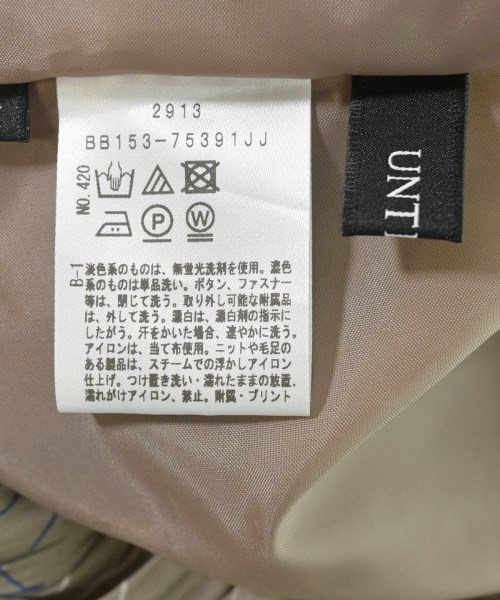 2913
BB153-75391JJ
NO.420
P
W
B-1
淡色系のものは、無蛍光洗剤を使用。濃色
系のものは単品洗い。ボタン、ファスナー
等は、閉じて洗う。取り外し可能な附属品
は、外して洗う。漂白は、漂白剤の指示に
したがう。汗をかいた場合、速やかに洗う。
アイロンは、当て布使用。ニットや毛足の
ある製品は、スチームでの浮かしアイロン
仕上げ。つけ置き洗い・濡れたままの放置、
濡れがけアイロン、禁止。附属・プリント
UNTI